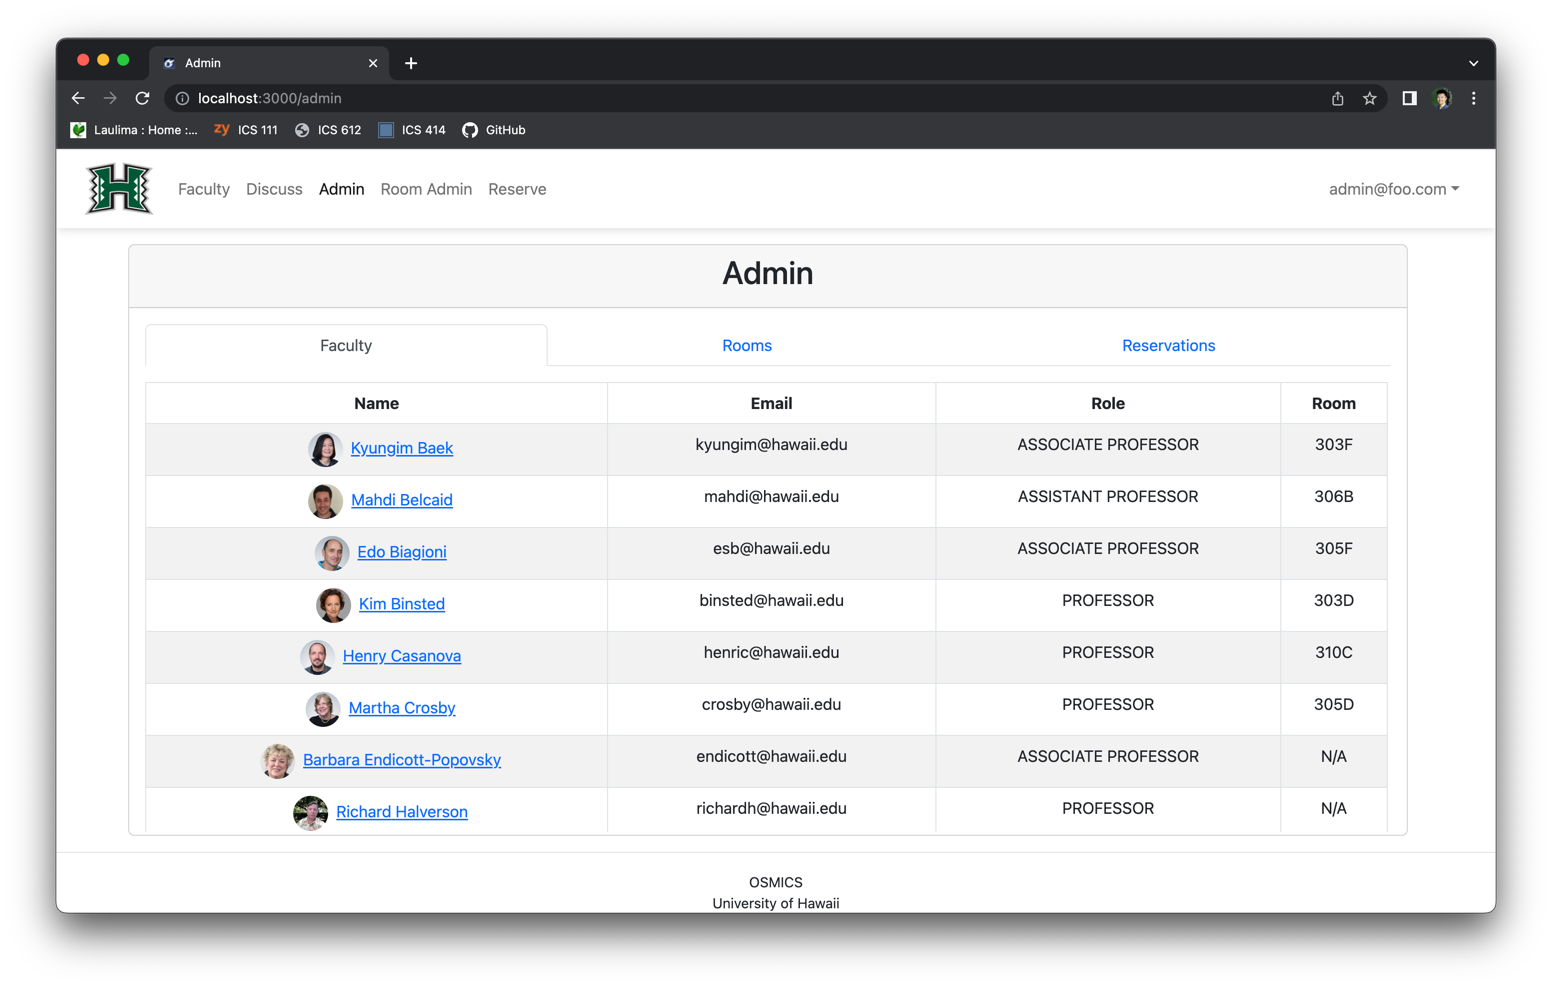 Admin
localhost:3000/admin
Laulima : Home :... zy ICS 111 ICS 612 ICS 414 GitHub
H Faculty Discuss Admin Room Admin Reserve admin@foo.com
Admin
Faculty Rooms Reservations
Name Email Role Room
Kyungim Baek kyungim@hawaii.edu ASSOCIATE PROFESSOR 303F
Mahdi Belcaid mahdi@hawaii.edu ASSISTANT PROFESSOR 306B
Edo Biagioni esb@hawaii.edu ASSOCIATE PROFESSOR 305F
Kim Binsted binsted@hawaii.edu PROFESSOR 303D
Henry Casanova henric@hawaii.edu PROFESSOR 310C
Martha Crosby crosby@hawaii.edu PROFESSOR 305D
Barbara Endicott-Popovsky endicott@hawaii.edu ASSOCIATE PROFESSOR N/A
Richard Halverson richardh@hawaii.edu PROFESSOR N/A
OSMICS
University of Hawaii